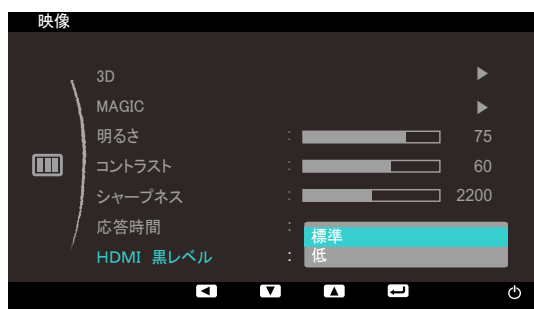 映像
3D
MAGIC
明るさ : 75
コントラスト : 60
シャープネス : 2200
応答時間 :
標準
HDMI 黒レベル : 低